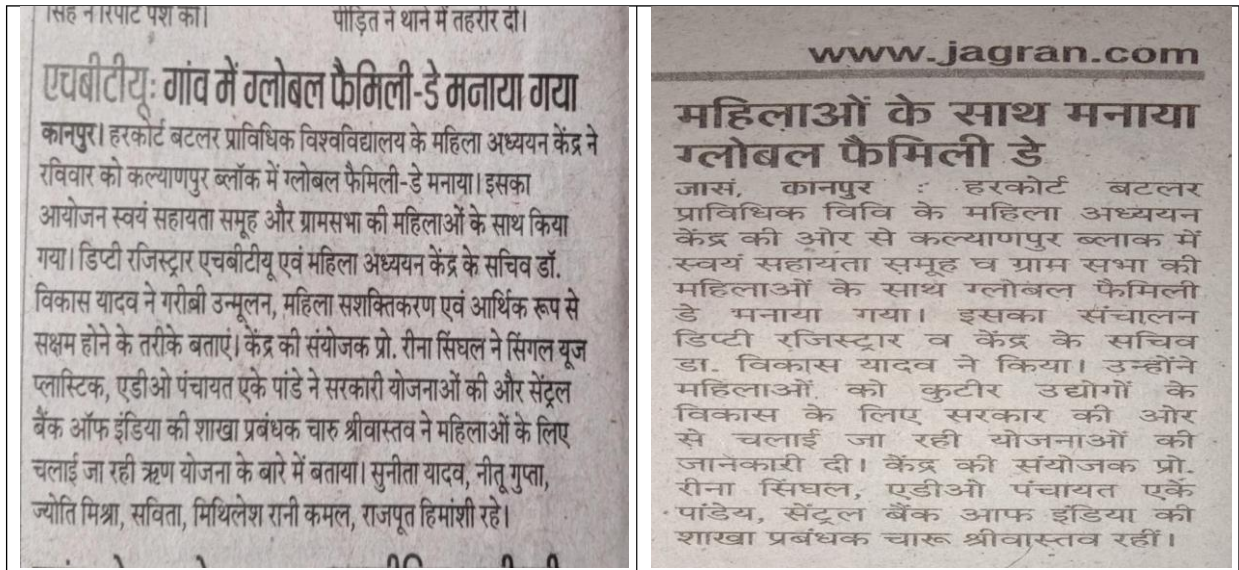 सिंह ने रिपोर्ट पेश की।
पीड़ित ने थाने में तहरीर दी।
एचबीटीयू: गांव में ग्लोबल फैमिली-डे मनाया गया
कानपुर। हरकोर्ट बटलर प्राविधिक विश्वविद्यालय के महिला अध्ययन केंद्र ने
रविवार को कल्याणपुर ब्लॉक में ग्लोबल फैमिली-डे मनाया। इसका
आयोजन स्वयं सहायता समूह और ग्रामसभा की महिलाओं के साथ किया
गया। डिप्टी रजिस्ट्रार एचबीटीयू एवं महिला अध्ययन केंद्र के सचिव डॉ.
विकास यादव ने गरीबी उन्मूलन, महिला सशक्तिकरण एवं आर्थिक रूप से
सक्षम होने के तरीके बताएं। केंद्र की संयोजक प्रो. रीना सिंघल ने सिंगल यूज
प्लास्टिक, एडीओ पंचायत एके पांडे ने सरकारी योजनाओं की और सेंट्रल
बैंक ऑफ इंडिया की शाखा प्रबंधक चारु श्रीवास्तव ने महिलाओं के लिए
चलाई जा रही ऋण योजना के बारे में बताया। सुनीता यादव, नीतू गुप्ता,
ज्योति मिश्रा, सविता, मिथिलेश रानी कमल, राजपूत हिमांशी रहे।
www.jagran.com
महिलाओं के साथ मनाया
ग्लोबल फैमिली डे
जासं, कानपुर : हरकोर्ट बटलर
प्राविधिक विवि के महिला अध्ययन
केंद्र की ओर से कल्याणपुर ब्लाक में
स्वयं सहायता समूह व ग्राम सभा की
महिलाओं के साथ ग्लोबल फैमिली
डे मनाया गया। इसका संचालन
डिप्टी रजिस्ट्रार व केंद्र के सचिव
डा. विकास यादव ने किया। उन्होंने
महिलाओं को कुटीर उद्योगों के
विकास के लिए सरकार की ओर
से चलाई जा रही योजनाओं की
जानकारी दी। केंद्र की संयोजक प्रो.
रीना सिंघल, एडीओ पंचायत एके
पांडेय, सेंट्रल बैंक आफ इंडिया की
शाखा प्रबंधक चारू श्रीवास्तव रहीं।